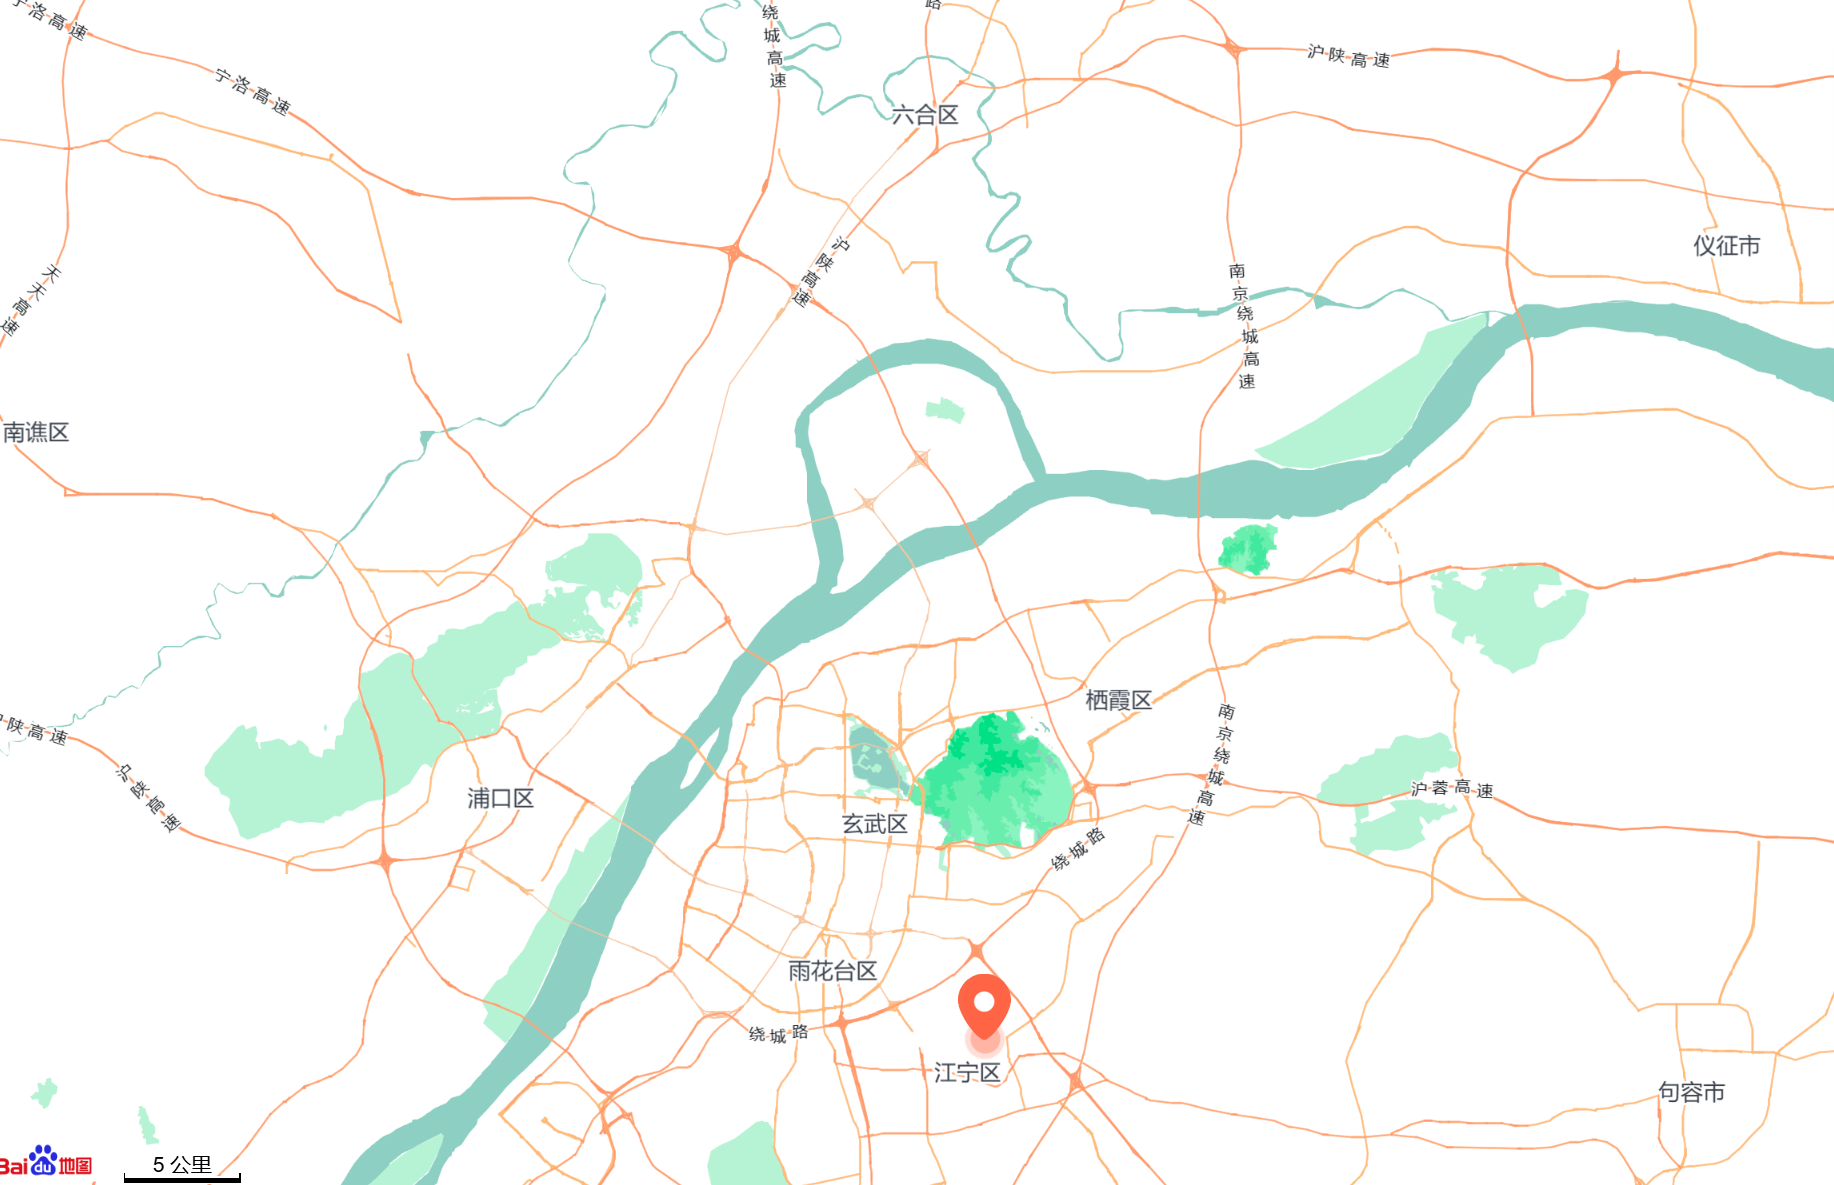 宁洛高速
绕城高速
路
沪陕高速
宁洛高速
六合区
仪征市
沪陕高速
天天高速
南京绕城高速
南谯区
栖霞区
沪陕高速
南京绕城高速
沪陕高速
浦口区
沪蓉高速
玄武区
绕城路
雨花台区
绕城路
江宁区
句容市
Bai du 地图
5 公里